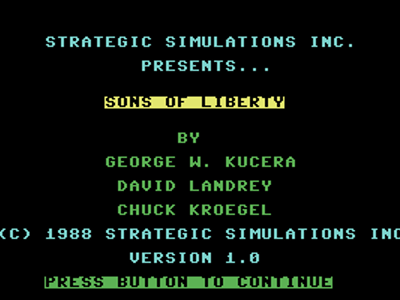 STRATEGIC SIMULATIONS INC.
PRESENTS...
SONS OF LIBERTY
BY
GEORGE W. KUCERA
DAVID LANDREY
CHUCK KROEGEL
(C) 1988 STRATEGIC SIMULATIONS INC
VERSION 1.0
PRESS BUTTON TO CONTINUE